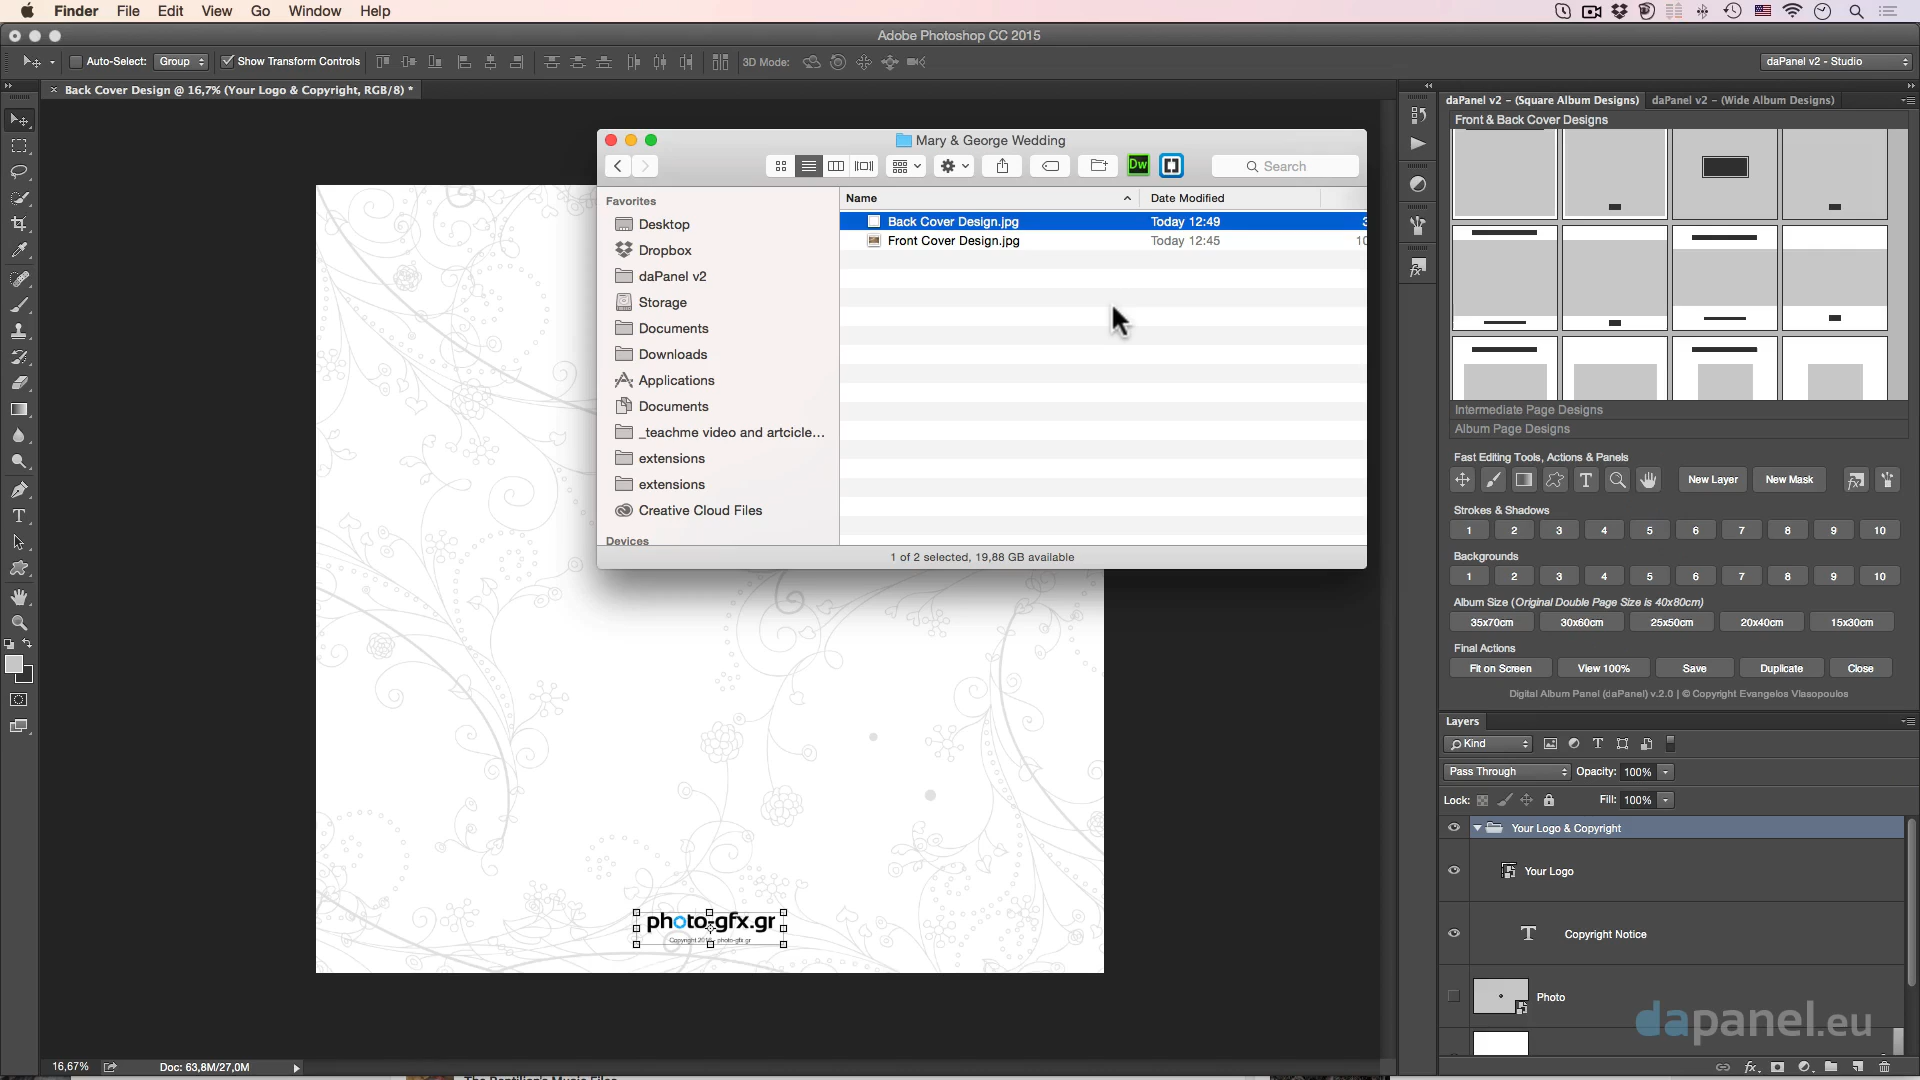 Finder File Edit View Go Window Help
Adobe Photoshop CC 2015
Auto-Select: Group Show Transform Controls 3D Mode: daPanel v2 - Studio
Back Cover Design @ 16,7% (Your Logo & Copyright, RGB/8) *
daPanel v2 - (Square Album Designs) daPanel v2 - (Wide Album Designs)
Front & Back Cover Designs
Mary & George Wedding
Dw
Search
Favorites
Desktop
Dropbox
daPanel v2
Storage
Documents
Downloads
Applications
Documents
_teachme video and artcicle...
extensions
extensions
Creative Cloud Files
Devices
Name Date Modified
Back Cover Design.jpg Today 12:49
Front Cover Design.jpg Today 12:45 10
1 of 2 selected, 19,88 GB available
Intermediate Page Designs
Album Page Designs
Fast Editing Tools, Actions & Panels
New Layer New Mask
Strokes & Shadows
1 2 3 4 5 6 7 8 9 10
Backgrounds
1 2 3 4 5 6 7 8 9 10
Album Size (Original Double Page Size is 40x80cm)
35x70cm 30x60cm 25x50cm 20x40cm 15x30cm
Final Actions
Fit on Screen View 100% Save Duplicate Close
Digital Album Panel (daPanel) v.2.0 | © Copyright Evangelos Vlasopoulos
Layers
Kind
Pass Through Opacity: 100%
Lock: Fill: 100%
Your Logo & Copyright
Your Logo
Copyright Notice
Photo
photo-gfx.gr
Copyright photo-gfx.gr
dapanel.eu
16,67% Doc: 63,8M/27,0M